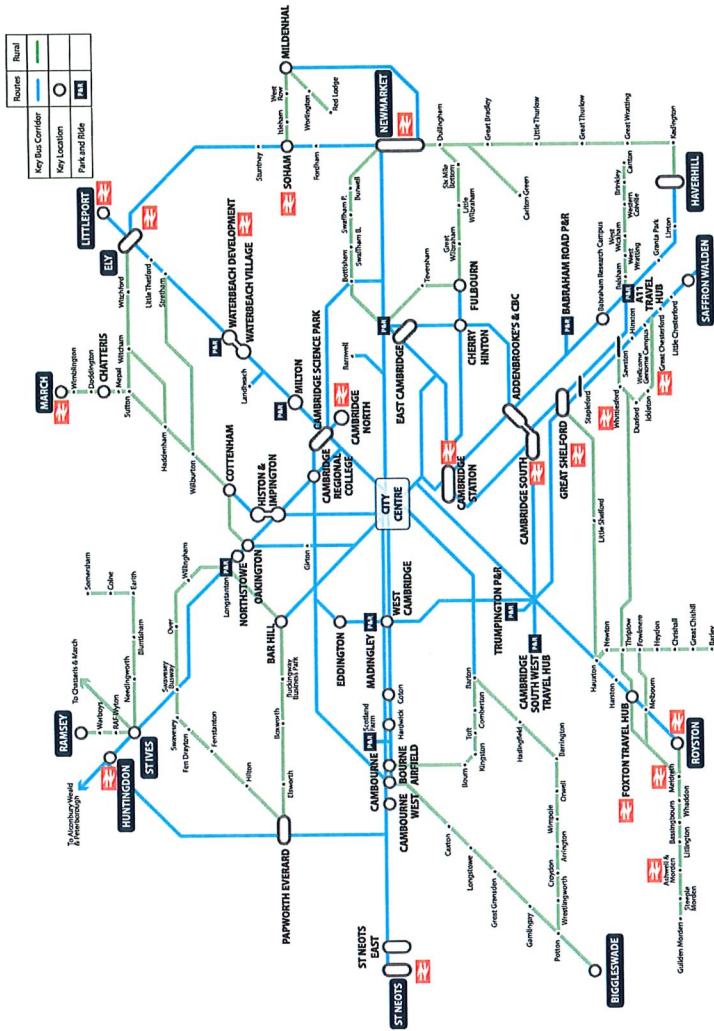 Routes
Rural
Key Bus Corridor
Key Location
Park and Ride
P&R
LITTLEPORT
ELY
MILDENHAL
West Row
Isleham
Worlington
Red Lodge
SOHAM
Stuntney
Fordham
NEWMARKET
MARCH
Wimblington
Doddington
CHATTERIS
Mepal
Sutton
Witcham
Witchford
Little Thetford
Stretham
Haddenham
Wilburton
P&R
WATERBEACH DEVELOPMENT
WATERBEACH VILLAGE
Landbeach
P&R
MILTON
CAMBRIDGE SCIENCE PARK
CAMBRIDGE NORTH
CAMBRIDGE REGIONAL COLLEGE
COTTENHAM
HISTON & IMPINGTON
Burwell
Swaffham P.
Swaffham B.
Bottisham
Barnwell
P&R
EAST CAMBRIDGE
Dullingham
Six Mile Bottom
Little Wilbraham
Great Wilbraham
Teversham
FULBOURN
CHERRY HINTON
Great Bradley
Carlton Green
Little Thurlow
Great Thurlow
Great Wratting
Kedington
HAVERHILL
Carlton
Brinkley
Weston Colville
West Wickham
West Wratting
Balsham
Linton
Granta Park
P&R
A11 TRAVEL HUB
Babraham Research Campus
P&R
BABRAHAM ROAD P&R
ADDENBROOKE'S & CBC
CAMBRIDGE SOUTH
CAMBRIDGE STATION
CITY CENTRE
GREAT SHELFORD
Stapleford
Sawston
Whittlesford
Duxford
Ickleton
Hinxton
Wellcome Genome Campus
Great Chesterford
Little Chesterford
SAFFRON WALDEN
Somersham
Colne
Earith
Bluntisham
Needingworth
To Chatteris & March
RAMSEY
Warboys
RAF Wyton
ST IVES
HUNTINGDON
To Alconbury Weald & Peterborough
Willingham
Over
Swavesey Busway
Swavesey
Fen Drayton
Fenstanton
Hilton
Longstanton
P&R
NORTHSTOWE
OAKINGTON
Girton
BAR HILL
Buckingway Business Park
Boxworth
Elsworth
PAPWORTH EVERARD
EDDINGTON
MADINGLEY
P&R
WEST CAMBRIDGE
Coton
Hardwick
Scotland Farm
P&R
BOURNE AIRFIELD
CAMBOURNE
CAMBOURNE WEST
ST NEOTS EAST
ST NEOTS
Bourn
Kingston
Toft
Comberton
Barton
Caxton
Longstowe
Great Gransden
Gamlingay
Potton
BIGGLESWADE
Wrestlingworth
Croydon
Arrington
Wimpole
Orwell
Barrington
Haslingfield
TRUMPINGTON P&R
P&R
CAMBRIDGE SOUTH WEST TRAVEL HUB
P&R
Little Shelford
Hauxton
Newton
Thriplow
Fowlmere
Heydon
Chrishall
Great Chishill
Barley
Harston
FOXTON TRAVEL HUB
Melbourn
Meldreth
ROYSTON
Bassingbourn
Whaddon
Littlington
Ashwell & Morden
Steeple Morden
Guilden Morden